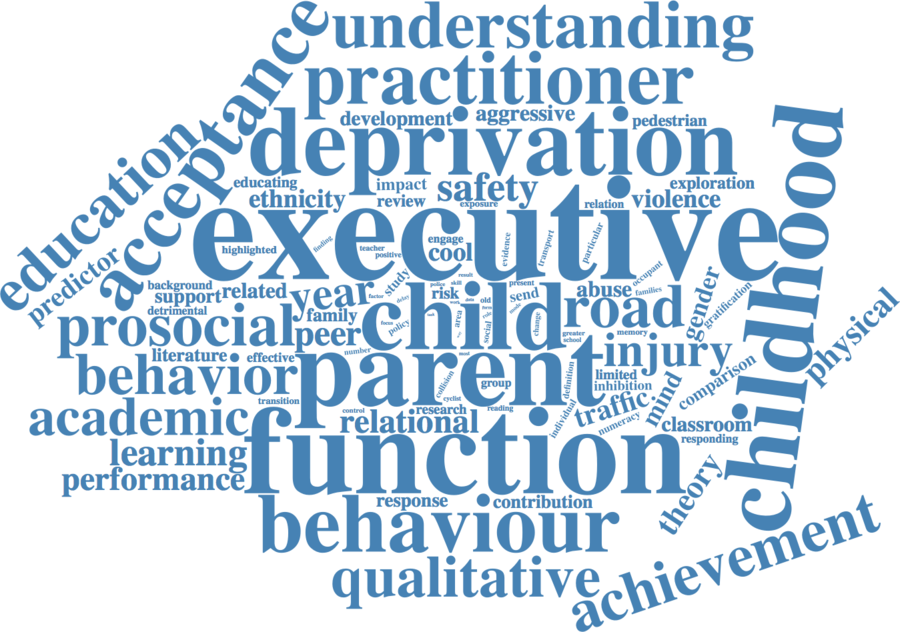 understanding
practitioner
acceptance
education
development
aggressive
pedestrian
deprivation
childhood
educating
impact
safety
exploration
ethnicity
review
exposure
relation
violence
executive
highlighted
finding
teacher
positive
engage
cool
evidence
transport
particular
predictor
background
support
related
detrimental
year
family
factor
study
delay
police
risk
result
skill
work
data
old
present
send
abuse
occupant
families
gender
gratification
prosocial
peer
focus
policy
child
area
social
role
form
mode
change
road
greater
school
memory
physical
literature
effective
number
parent
mod
injury
behavior
collision
group
definition
limited
inhibition
comparison
transition
control
cyclist
individual
traffic
numeracy
mind
academic
relational
research
reading
classroom
responding
learning
function
performance
theory
response
contribution
behaviour
qualitative
achievement